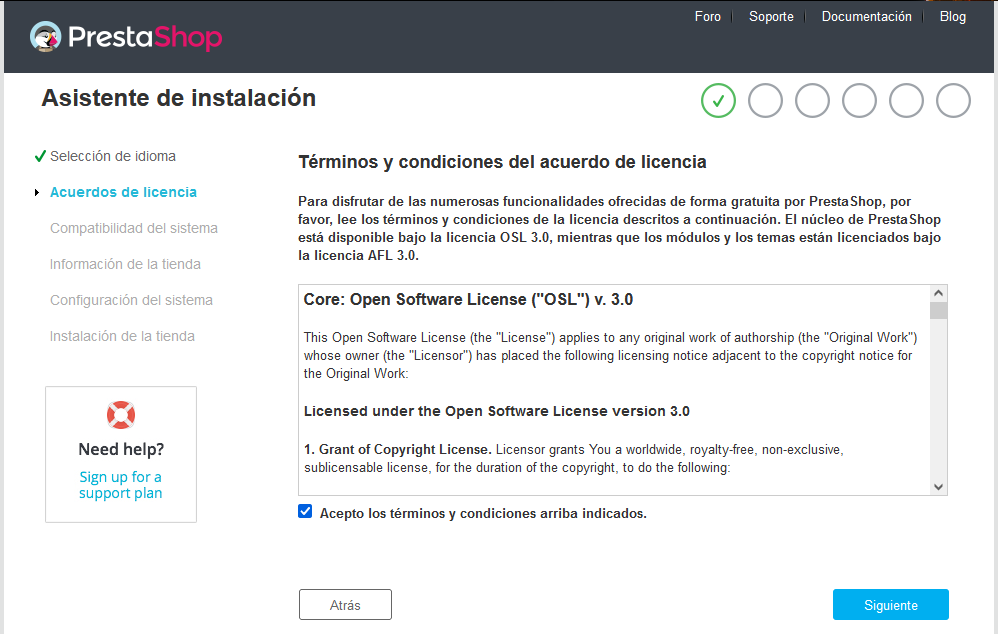 Foro
Soporte
Documentación
Blog
PrestaShop
Asistente de instalación
Selección de idioma
Acuerdos de licencia
Compatibilidad del sistema
Información de la tienda
Configuración del sistema
Instalación de la tienda
Need help?
Sign up for a
support plan
Términos y condiciones del acuerdo de licencia
Para disfrutar de las numerosas funcionalidades ofrecidas de forma gratuita por PrestaShop, por
favor, lee los términos y condiciones de la licencia descritos a continuación. El núcleo de PrestaShop
está disponible bajo la licencia OSL 3.0, mientras que los módulos y los temas están licenciados bajo
la licencia AFL 3.0.
Core: Open Software License ("OSL") v. 3.0
This Open Software License (the "License") applies to any original work of authorship (the "Original Work")
whose owner (the "Licensor") has placed the following licensing notice adjacent to the copyright notice for
the Original Work:
Licensed under the Open Software License version 3.0
1. Grant of Copyright License. Licensor grants You a worldwide, royalty-free, non-exclusive,
sublicensable license, for the duration of the copyright, to do the following:
Acepto los términos y condiciones arriba indicados.
Atrás
Siguiente